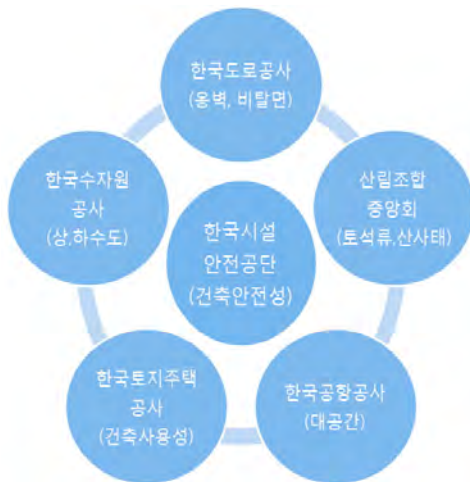 한국도로공사
(옹벽, 비탈면)
한국수자원
공사
(상,하수도)
산림조합
중앙회
(토석류,산사태)
한국시설
안전공단
(건축안전성)
한국토지주택
공사
(건축사용성)
한국공항공사
(대공간)